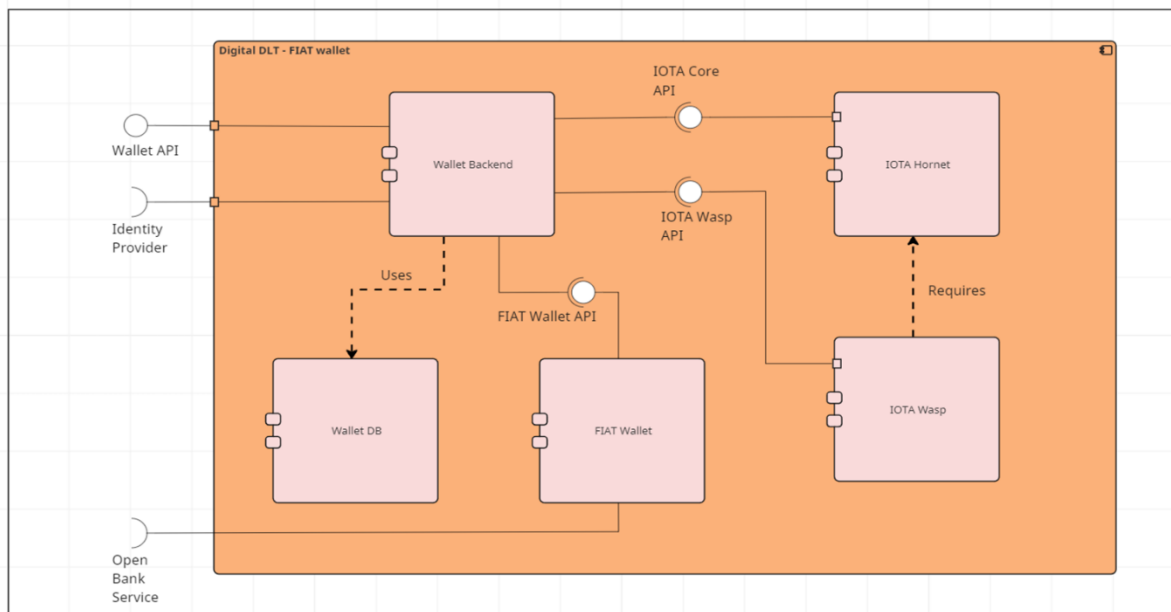 Digital DLT - FIAT wallet
IOTA Core
API
Wallet API
Wallet Backend
IOTA Hornet
Identity
Provider
IOTA Wasp
API
Uses
Requires
FIAT Wallet API
Wallet DB
FIAT Wallet
IOTA Wasp
Open
Bank
Service